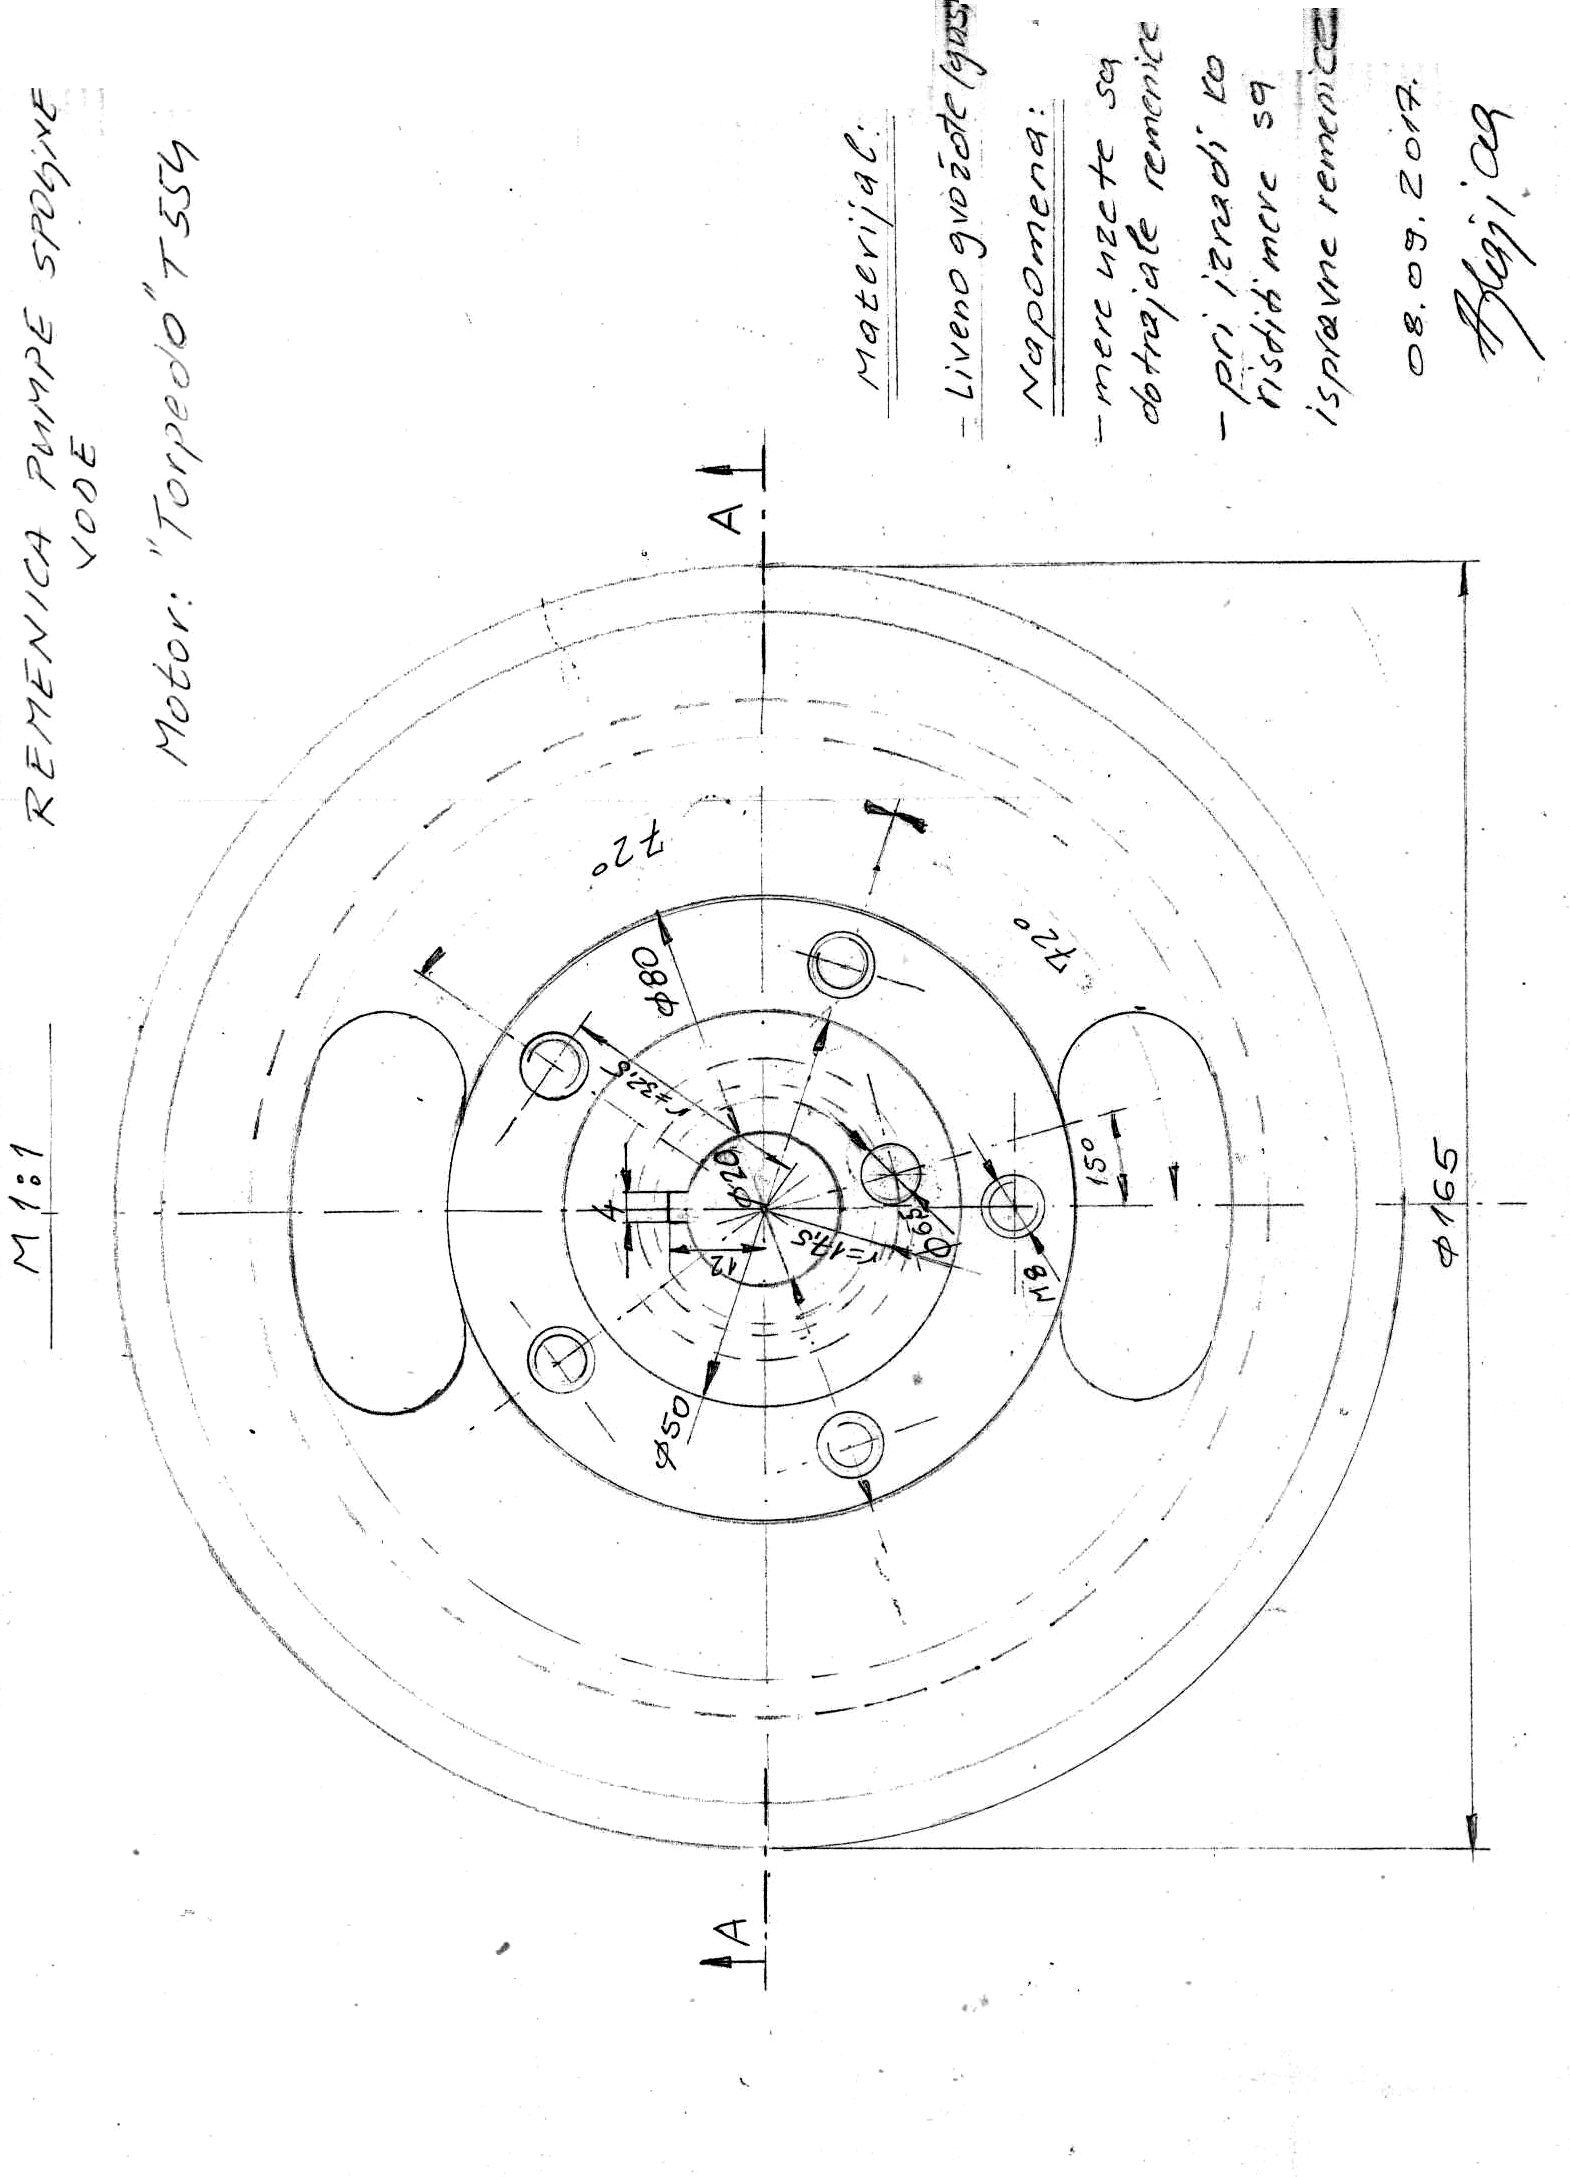 M 1:1
REMENICA PUMPE SPOLJNE
VODE
Motor: "Torpedo" T554
72°
72°
φ80
r=32,5
φ20
4
12
r=17,5
φ6,5
φ50
M8
15°
A
A
φ165
Materijal:
- Liveno gvožđe
Napomena:
- mere uzete sa
dotrajale remenice
- pri izradi ko
ristiti mere sa
ispravne remenice
08.09.2017.